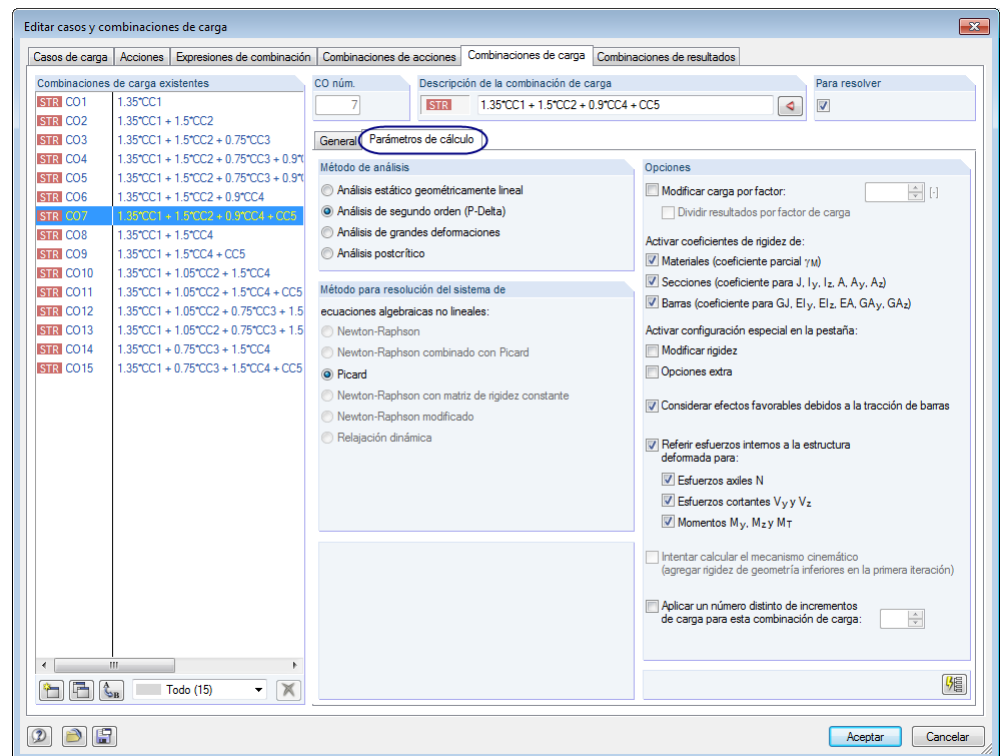 Editar casos y combinaciones de carga
Casos de carga
Acciones
Expresiones de combinación
Combinaciones de acciones
Combinaciones de carga
Combinaciones de resultados
Combinaciones de carga existentes
STR CO1 1.35*CC1
STR CO2 1.35*CC1 + 1.5*CC2
STR CO3 1.35*CC1 + 1.5*CC2 + 0.75*CC3
STR CO4 1.35*CC1 + 1.5*CC2 + 0.75*CC3 + 0.9*
STR CO5 1.35*CC1 + 1.5*CC2 + 0.75*CC3 + 0.9*
STR CO6 1.35*CC1 + 1.5*CC2 + 0.9*CC4
STR CO7 1.35*CC1 + 1.5*CC2 + 0.9*CC4 + CC5
STR CO8 1.35*CC1 + 1.5*CC4
STR CO9 1.35*CC1 + 1.5*CC4 + CC5
STR CO10 1.35*CC1 + 1.05*CC2 + 1.5*CC4
STR CO11 1.35*CC1 + 1.05*CC2 + 1.5*CC4 + CC5
STR CO12 1.35*CC1 + 1.05*CC2 + 0.75*CC3 + 1.5
STR CO13 1.35*CC1 + 1.05*CC2 + 0.75*CC3 + 1.5
STR CO14 1.35*CC1 + 0.75*CC3 + 1.5*CC4
STR CO15 1.35*CC1 + 0.75*CC3 + 1.5*CC4 + CC5
Todo (15)
CO núm.
7
Descripción de la combinación de carga
STR 1.35*CC1 + 1.5*CC2 + 0.9*CC4 + CC5
Para resolver
General
Parámetros de cálculo
Método de análisis
Análisis estático geométricamente lineal
Análisis de segundo orden (P-Delta)
Análisis de grandes deformaciones
Análisis postcrítico
Método para resolución del sistema de
ecuaciones algebraicas no lineales:
Newton-Raphson
Newton-Raphson combinado con Picard
Picard
Newton-Raphson con matriz de rigidez constante
Newton-Raphson modificado
Relajación dinámica
Opciones
Modificar carga por factor: [-]
Dividir resultados por factor de carga
Activar coeficientes de rigidez de:
Materiales (coeficiente parcial γM)
Secciones (coeficiente para J, Iy, Iz, A, Ay, Az)
Barras (coeficiente para GJ, EIy, EIz, EA, GAy, GAz)
Activar configuración especial en la pestaña:
Modificar rigidez
Opciones extra
Considerar efectos favorables debidos a la tracción de barras
Referir esfuerzos internos a la estructura
deformada para:
Esfuerzos axiles N
Esfuerzos cortantes Vy y Vz
Momentos My, Mz y MT
Intentar calcular el mecanismo cinemático
(agregar rigidez de geometría inferiores en la primera iteración)
Aplicar un número distinto de incrementos
de carga para esta combinación de carga:
Aceptar
Cancelar